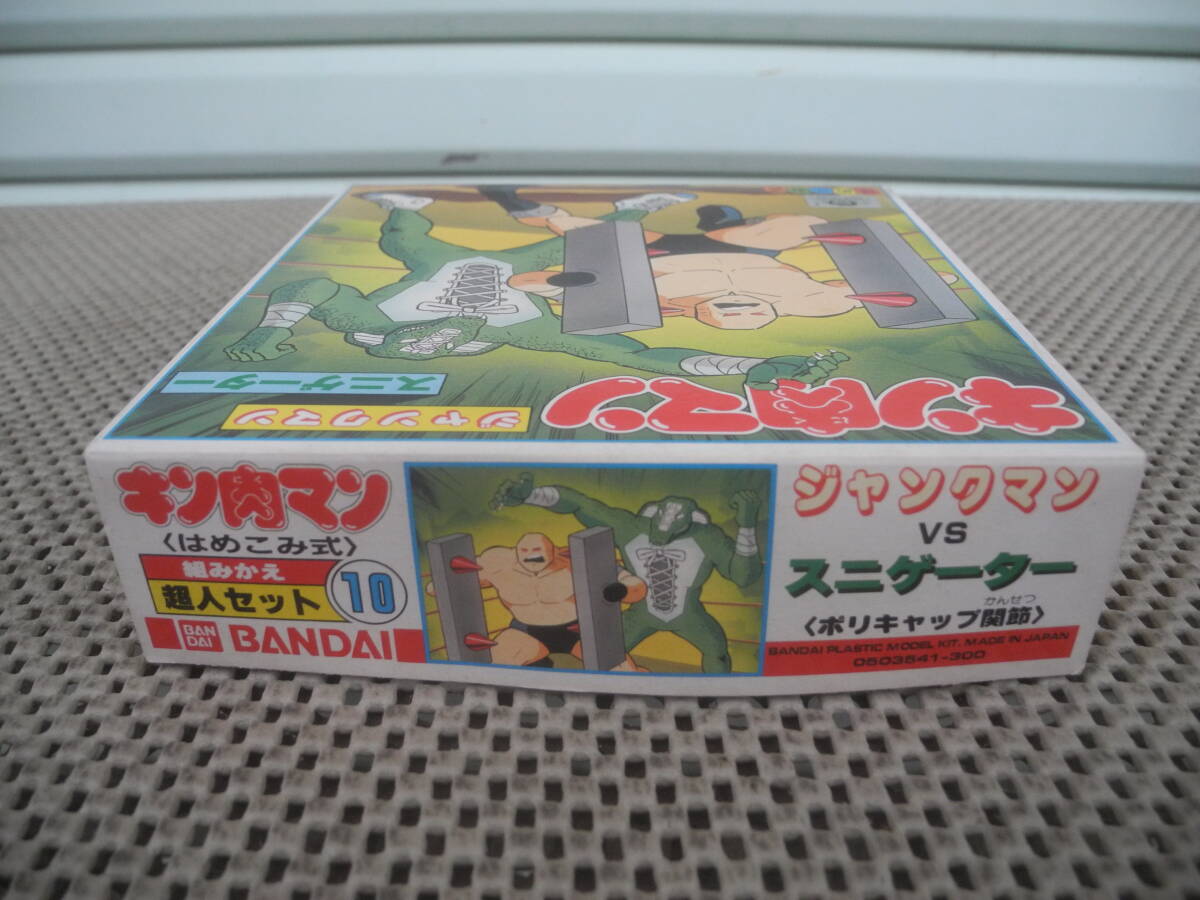 スニゲーター
ジャンクマン
キン肉マン
キン肉マン
〈はめこみ式〉
組みかえ
超人セット
10
BAN
DAI
BANDAI
ジャンクマン
VS
スニゲーター
かんせつ
〈ポリキャップ関節〉
BANDAI PLASTIC MODEL KIT. MADE IN JAPAN
0503541-300